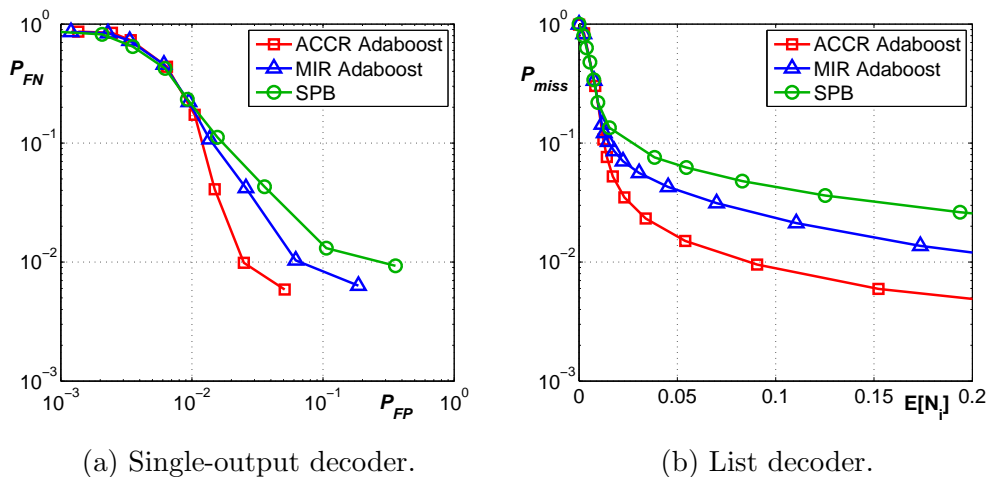 10^0
10^-1
10^-2
10^-3
P_FN
10^-3
10^-2
10^-1
10^0
P_FP
ACCR Adaboost
MIR Adaboost
SPB
(a) Single-output decoder.
10^0
10^-1
10^-2
10^-3
P_miss
0
0.05
0.1
0.15
0.2
E[N_i]
ACCR Adaboost
MIR Adaboost
SPB
(b) List decoder.